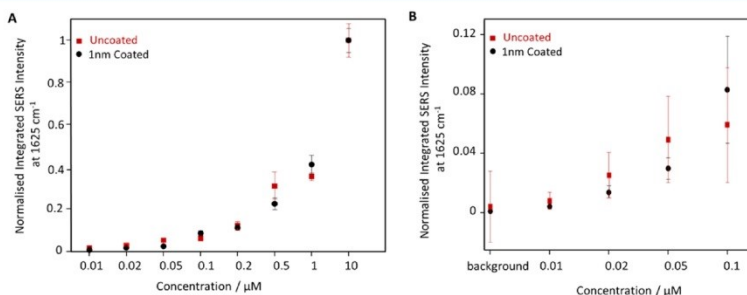 A
Normalised Integrated SERS Intensity
at 1625 cm⁻¹
Uncoated
1nm Coated
1
0.4
0.4
0.2
0
0.01 0.02 0.05 0.1 0.2 0.5 1 10
Concentration / μM
B
Normalised Integrated SERS Intensity
at 1625 cm⁻¹
Uncoated
1nm Coated
0.12
0.08
0.04
0
background 0.01 0.02 0.05 0.1
Concentration / μM